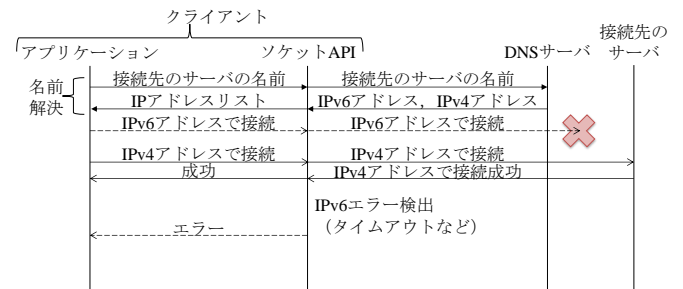 クライアント
アプリケーション
ソケットAPI
DNSサーバ
接続先の
サーバ
名前
解決
接続先のサーバの名前
接続先のサーバの名前
IPアドレスリスト
IPv6アドレス，IPv4アドレス
IPv6アドレスで接続
IPv6アドレスで接続
IPv4アドレスで接続
IPv4アドレスで接続
成功
IPv4アドレスで接続成功
IPv6エラー検出
（タイムアウトなど）
エラー